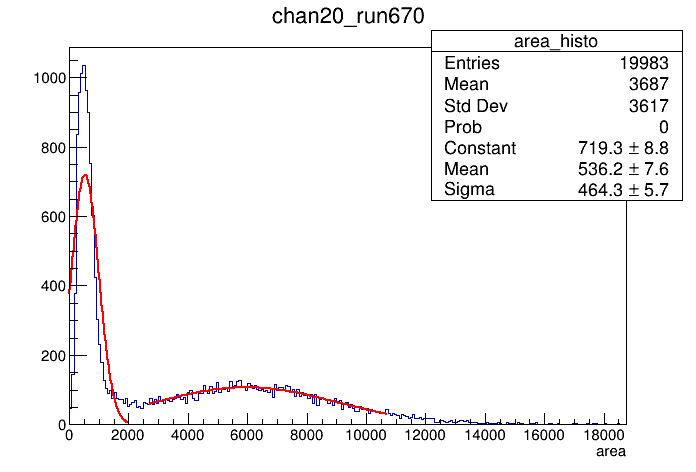 chan20_run670
area_histo
Entries 19983
Mean 3687
Std Dev 3617
Prob 0
Constant 719.3 ± 8.8
Mean 536.2 ± 7.6
Sigma 464.3 ± 5.7
1000
800
600
400
200
0
0 2000 4000 6000 8000 10000 12000 14000 16000 18000
area